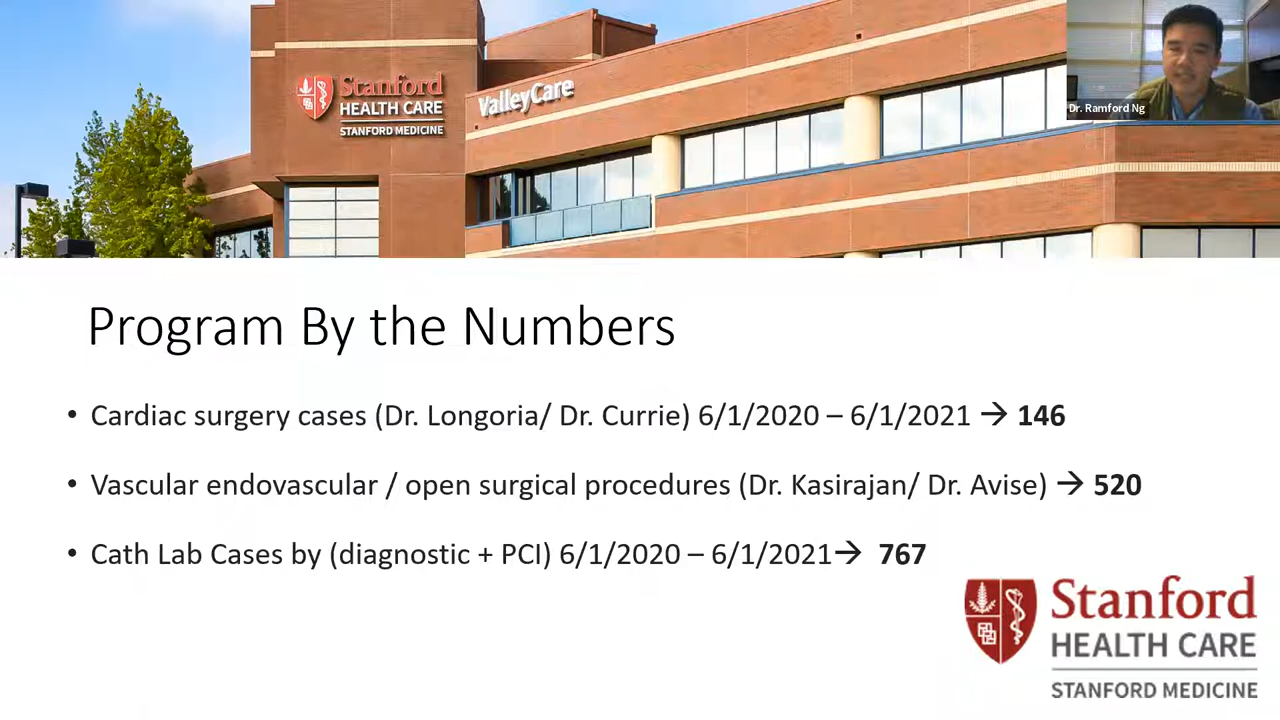 Stanford
HEALTH CARE
STANFORD MEDICINE
ValleyCare
Dr. Ramford Ng
Program By the Numbers
• Cardiac surgery cases (Dr. Longoria/ Dr. Currie) 6/1/2020 – 6/1/2021 → 146
• Vascular endovascular / open surgical procedures (Dr. Kasirajan/ Dr. Avise) → 520
• Cath Lab Cases by (diagnostic + PCI) 6/1/2020 – 6/1/2021→ 767
Stanford
HEALTH CARE
STANFORD MEDICINE